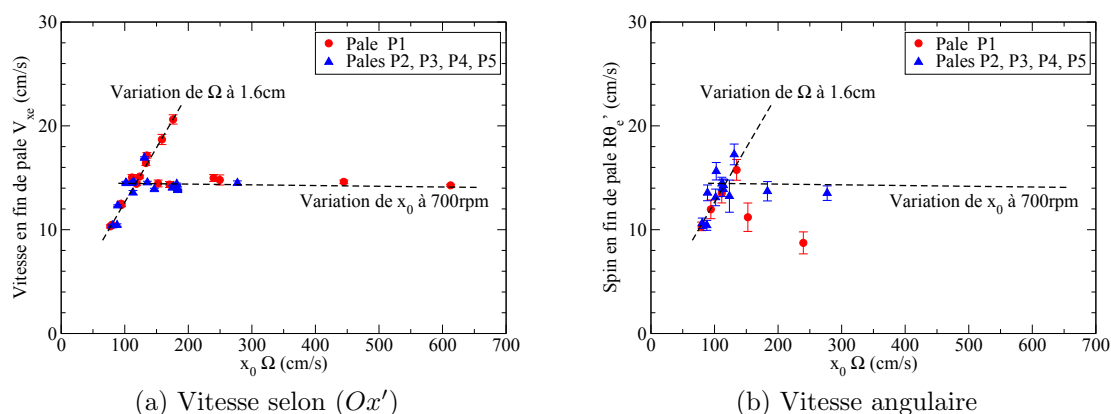 30
20
10
0
Vitesse en fin de pale V_xe (cm/s)
Pale P1
Pales P2, P3, P4, P5
Variation de Ω à 1.6cm
Variation de x_0 à 700rpm
0 100 200 300 400 500 600 700
x_0 Ω (cm/s)
(a) Vitesse selon (Ox′)
30
20
10
0
Spin en fin de pale Rθ_e' (cm/s)
Pale P1
Pales P2, P3, P4, P5
Variation de Ω à 1.6cm
Variation de x_0 à 700rpm
0 100 200 300 400 500 600 700
x_0 Ω (cm/s)
(b) Vitesse angulaire